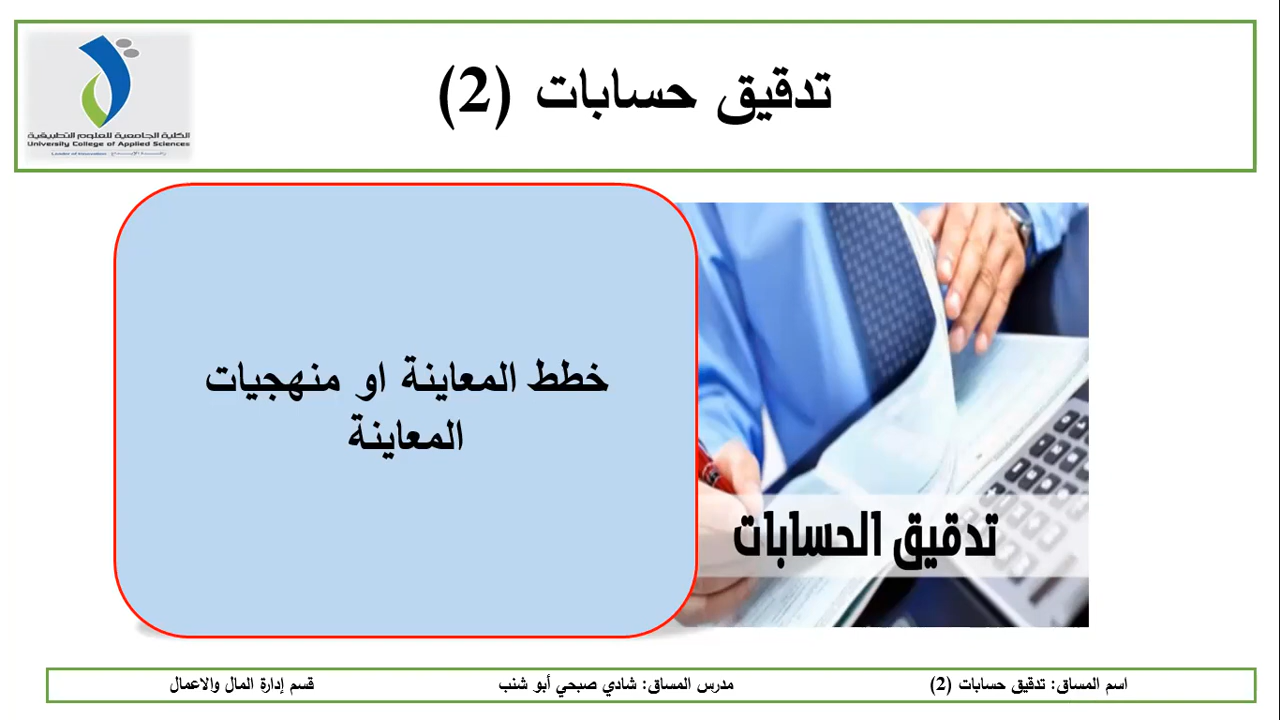 تدقيق حسابات (2)
الكلية الجامعية للعلوم التطبيقية
University College of Applied Sciences
خطط المعاينة او منهجيات
المعاينة
تدقيق الحسابات
اسم المساق: تدقيق حسابات (2)
مدرس المساق: شادي صبحي أبو شنب
قسم إدارة المال والاعمال